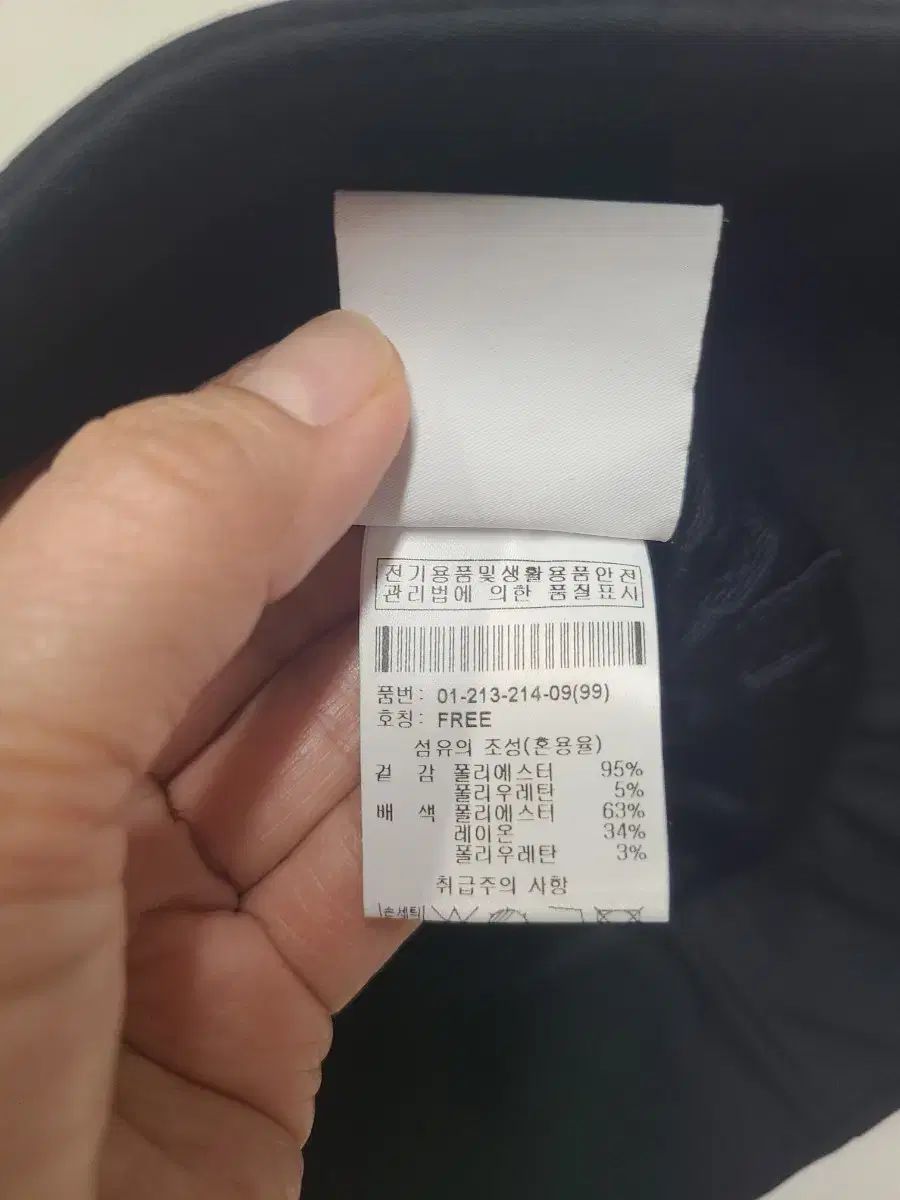 전기용품및생활용품안전
관리법에 의한 품질표시
품번: 01-213-214-09(99)
호칭: FREE
섬유의 조성(혼용율)
겉 감 폴리에스터 95%
폴리우레탄 5%
배 색 폴리에스터 63%
레이온 34%
폴리우레탄 3%
취급주의 사항
손세탁